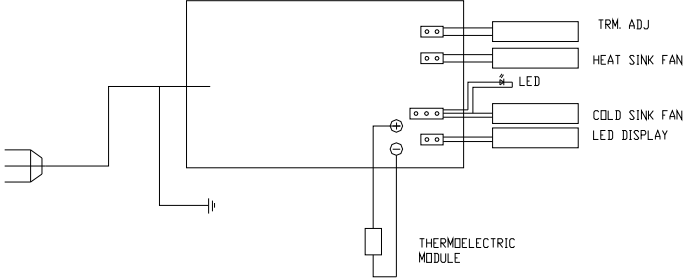 TRM. ADJ
HEAT SINK FAN
LED
COLD SINK FAN
LED DISPLAY
THERMOELECTRIC
MODULE